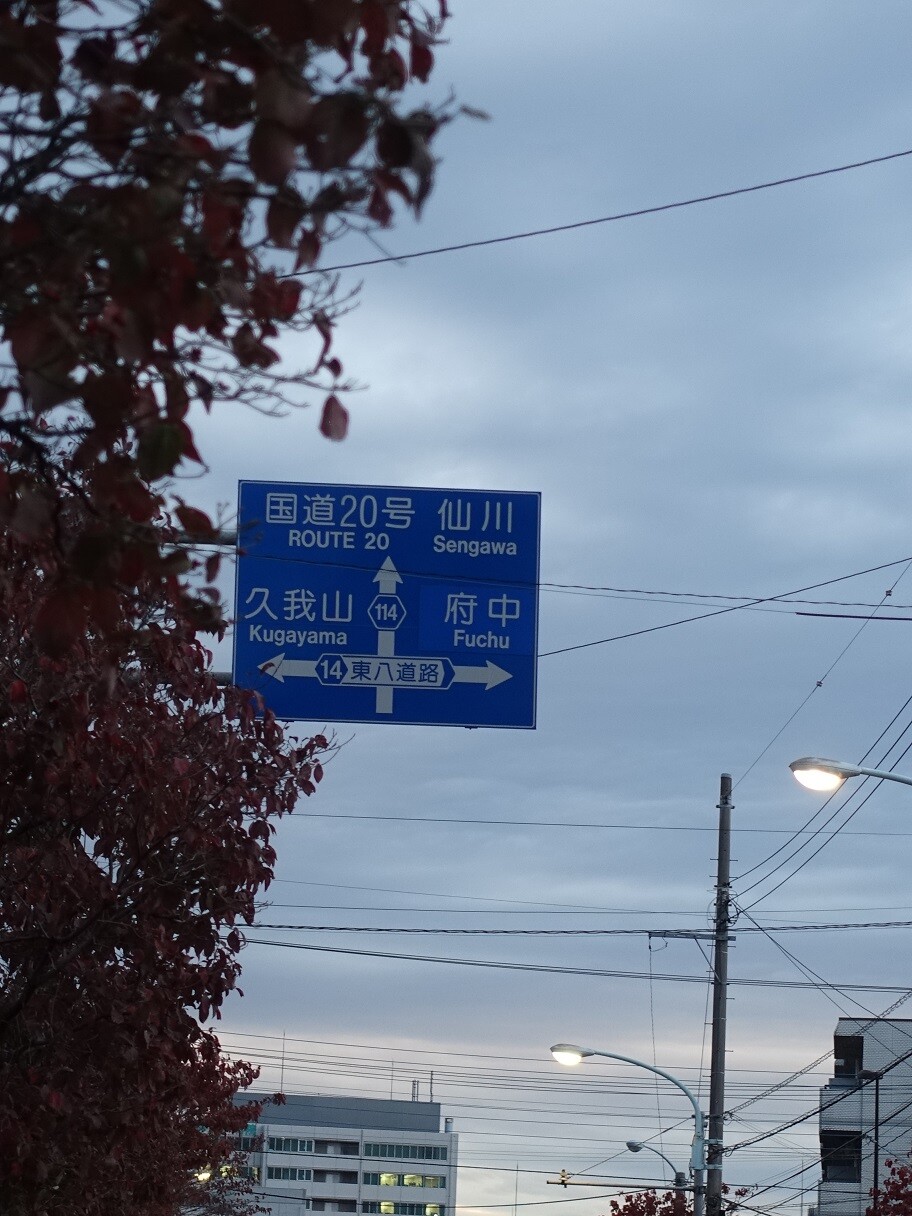 国道20号 仙川
ROUTE 20 Sengawa
久我山 114 府中
Kugayama Fuchu
14 東八道路